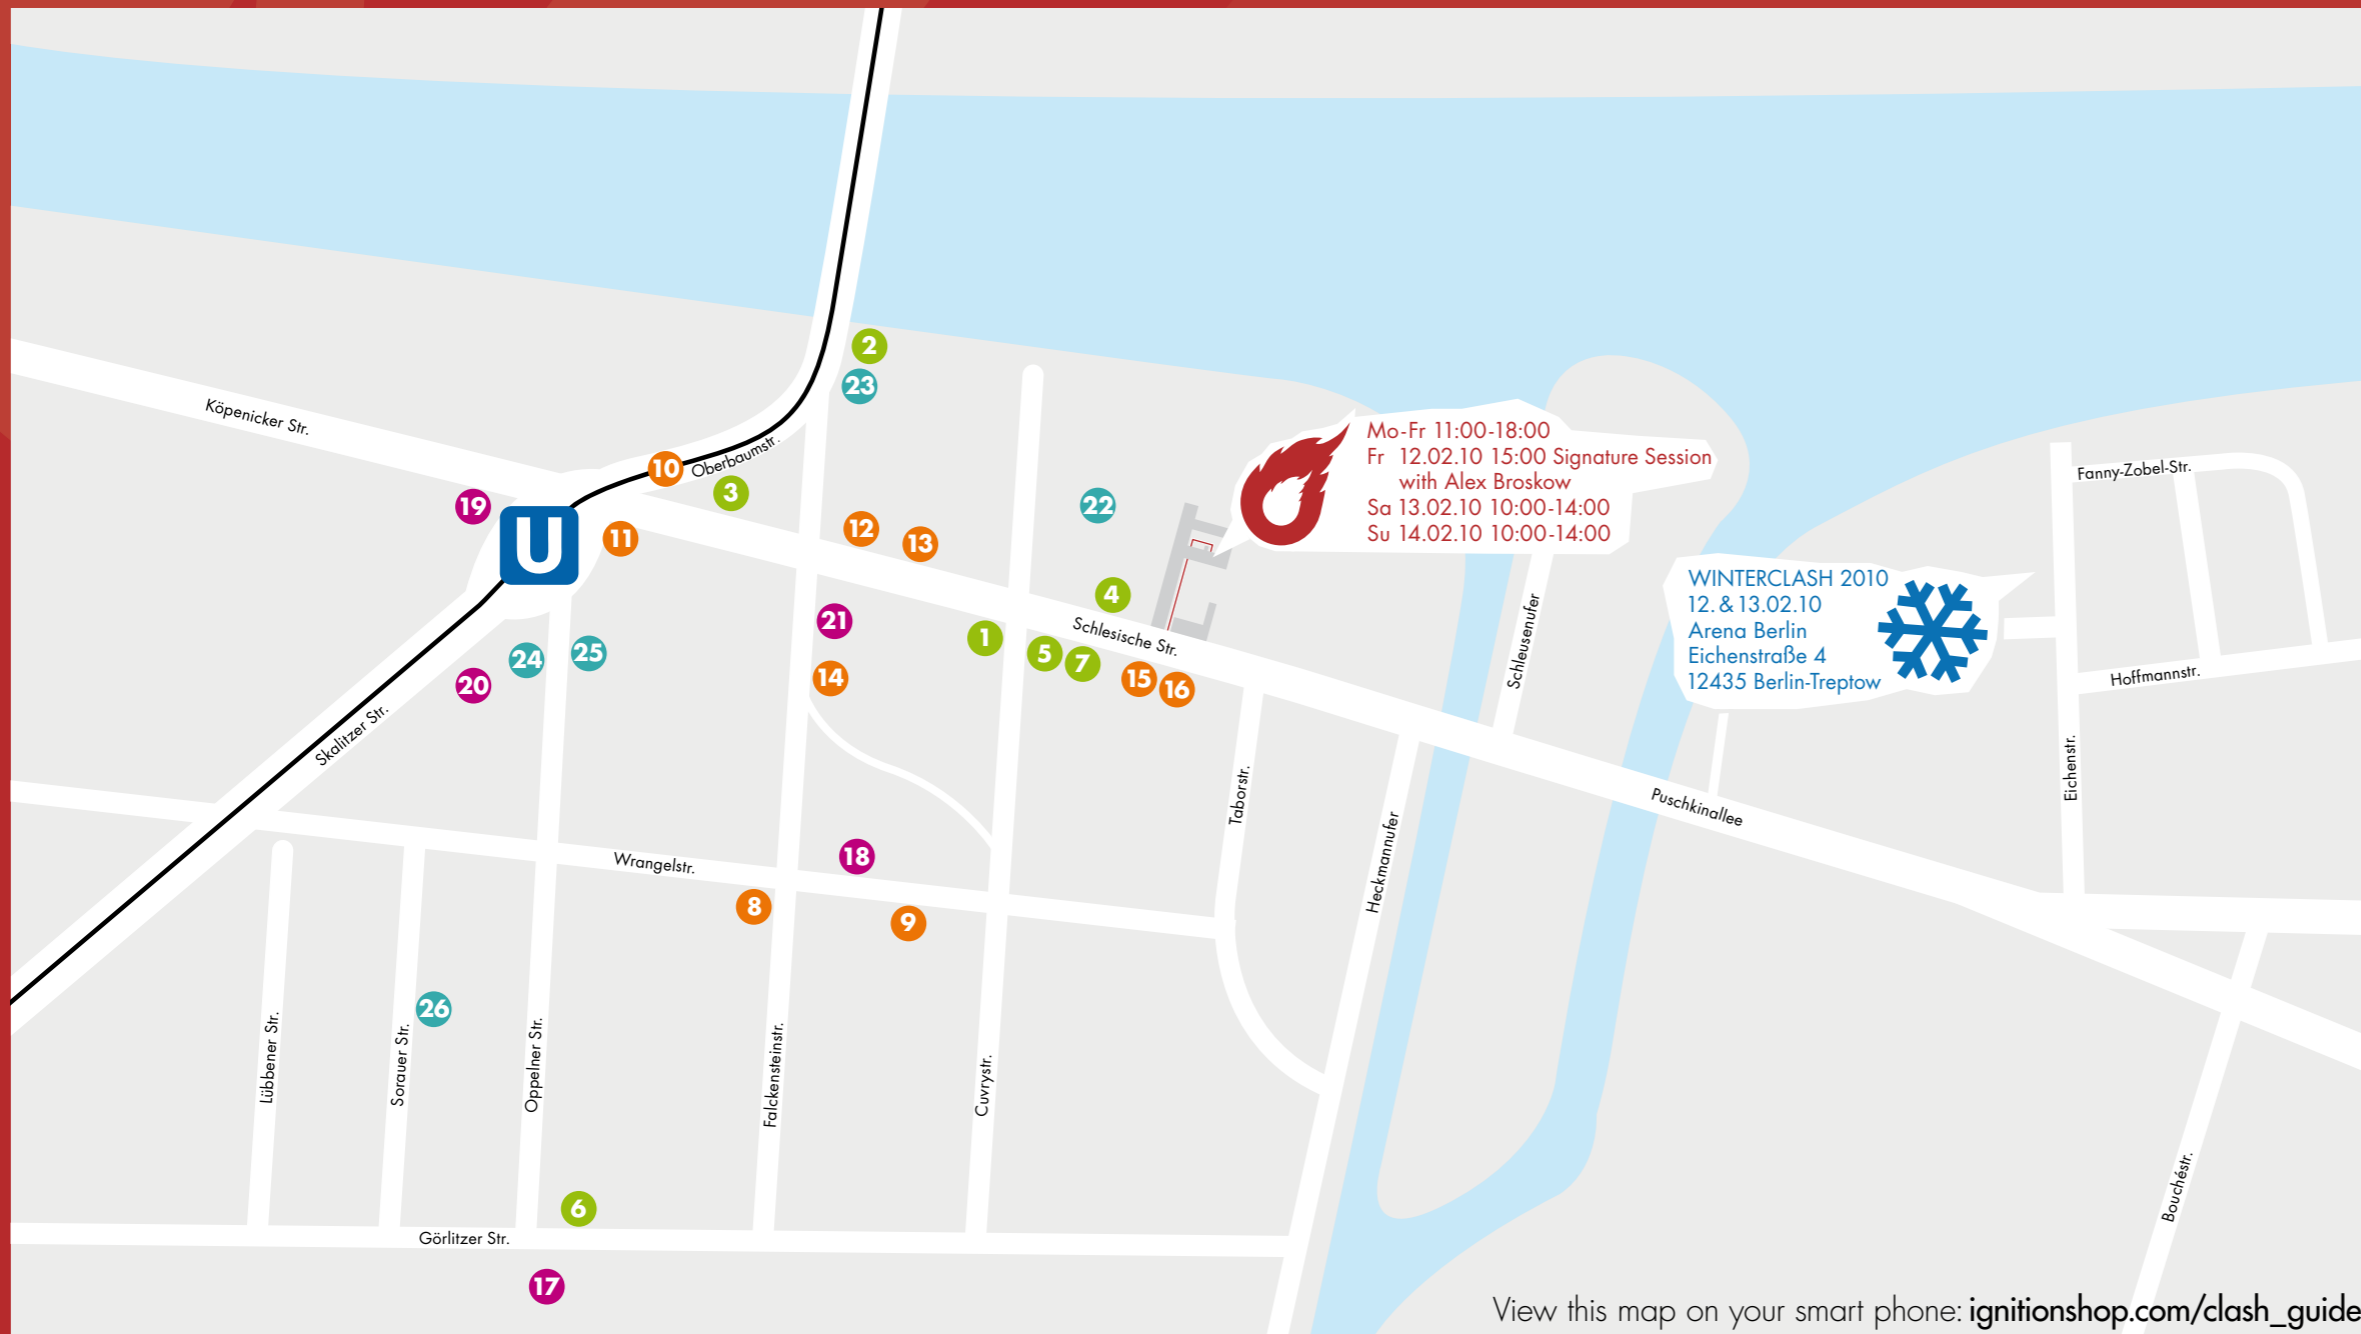 2
23
Köpenicker Str.
Mo-Fr 11:00-18:00
Fr 12.02.10 15:00 Signature Session
with Alex Broskow
Sa 13.02.10 10:00-14:00
Su 14.02.10 10:00-14:00
10
Oberbaumstr.
3
19
U
11
12
13
22
Fanny-Zobel-Str.
WINTERCLASH 2010
12. & 13.02.10
Arena Berlin
Eichenstraße 4
12435 Berlin-Treptow
4
21
1
Schlesische Str.
5
7
Schleusenufer
24
25
20
14
15
16
Hoffmannstr.
Skalitzer Str.
Taborstr.
Eichenstr.
Puschkinallee
Wrangelstr.
18
Heckmannufer
8
9
26
Lübbener Str.
Sorauer Str.
Oppelner Str.
Falckensteinstr.
Cuvrystr.
Bouchéstr.
6
Görlitzer Str.
17
View this map on your smart phone: ignitionshop.com/clash_guide